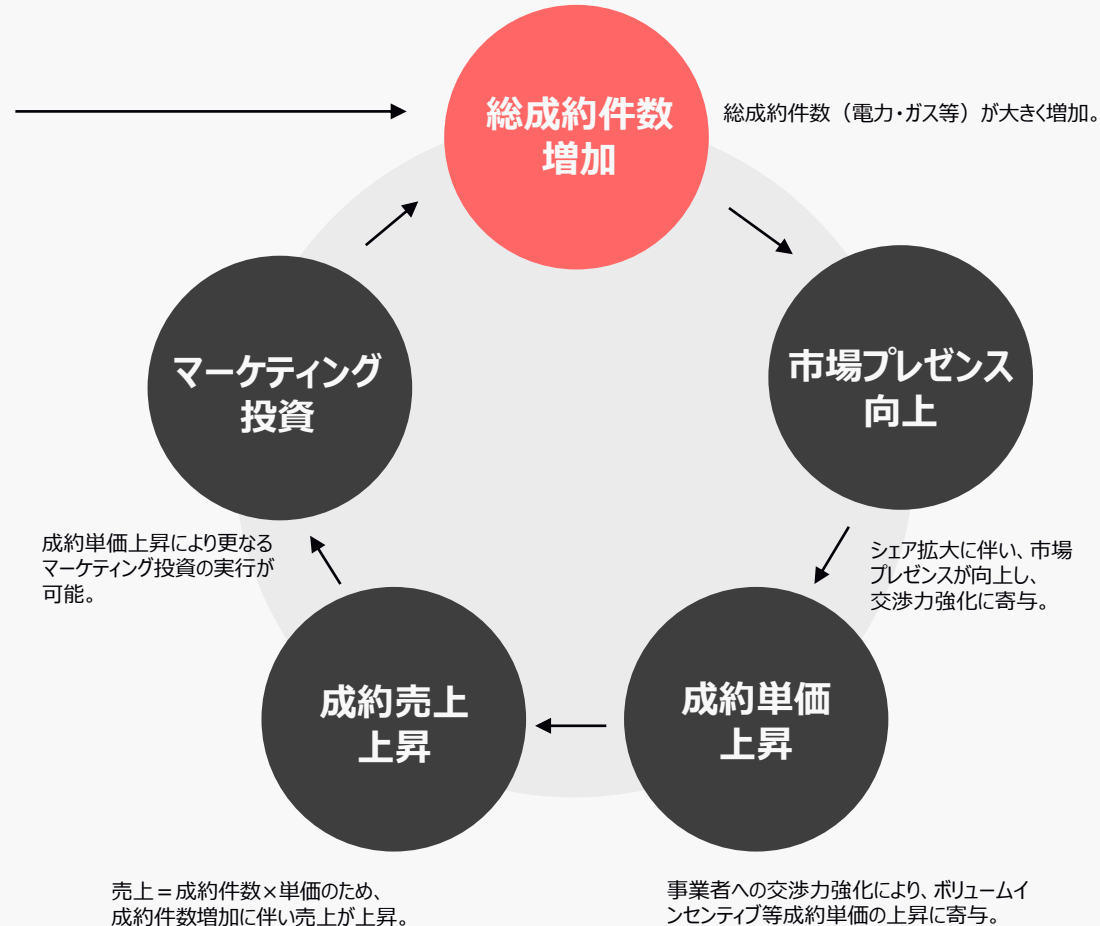 総成約件数
増加
総成約件数（電力・ガス等）が大きく増加。
市場プレゼンス
向上
シェア拡大に伴い、市場
プレゼンスが向上し、
交渉力強化に寄与。
成約単価
上昇
事業者への交渉力強化により、ボリュームイ
ンセンティブ等成約単価の上昇に寄与。
成約売上
上昇
売上＝成約件数×単価のため、
成約件数増加に伴い売上が上昇。
マーケティング
投資
成約単価上昇により更なる
マーケティング投資の実行が
可能。